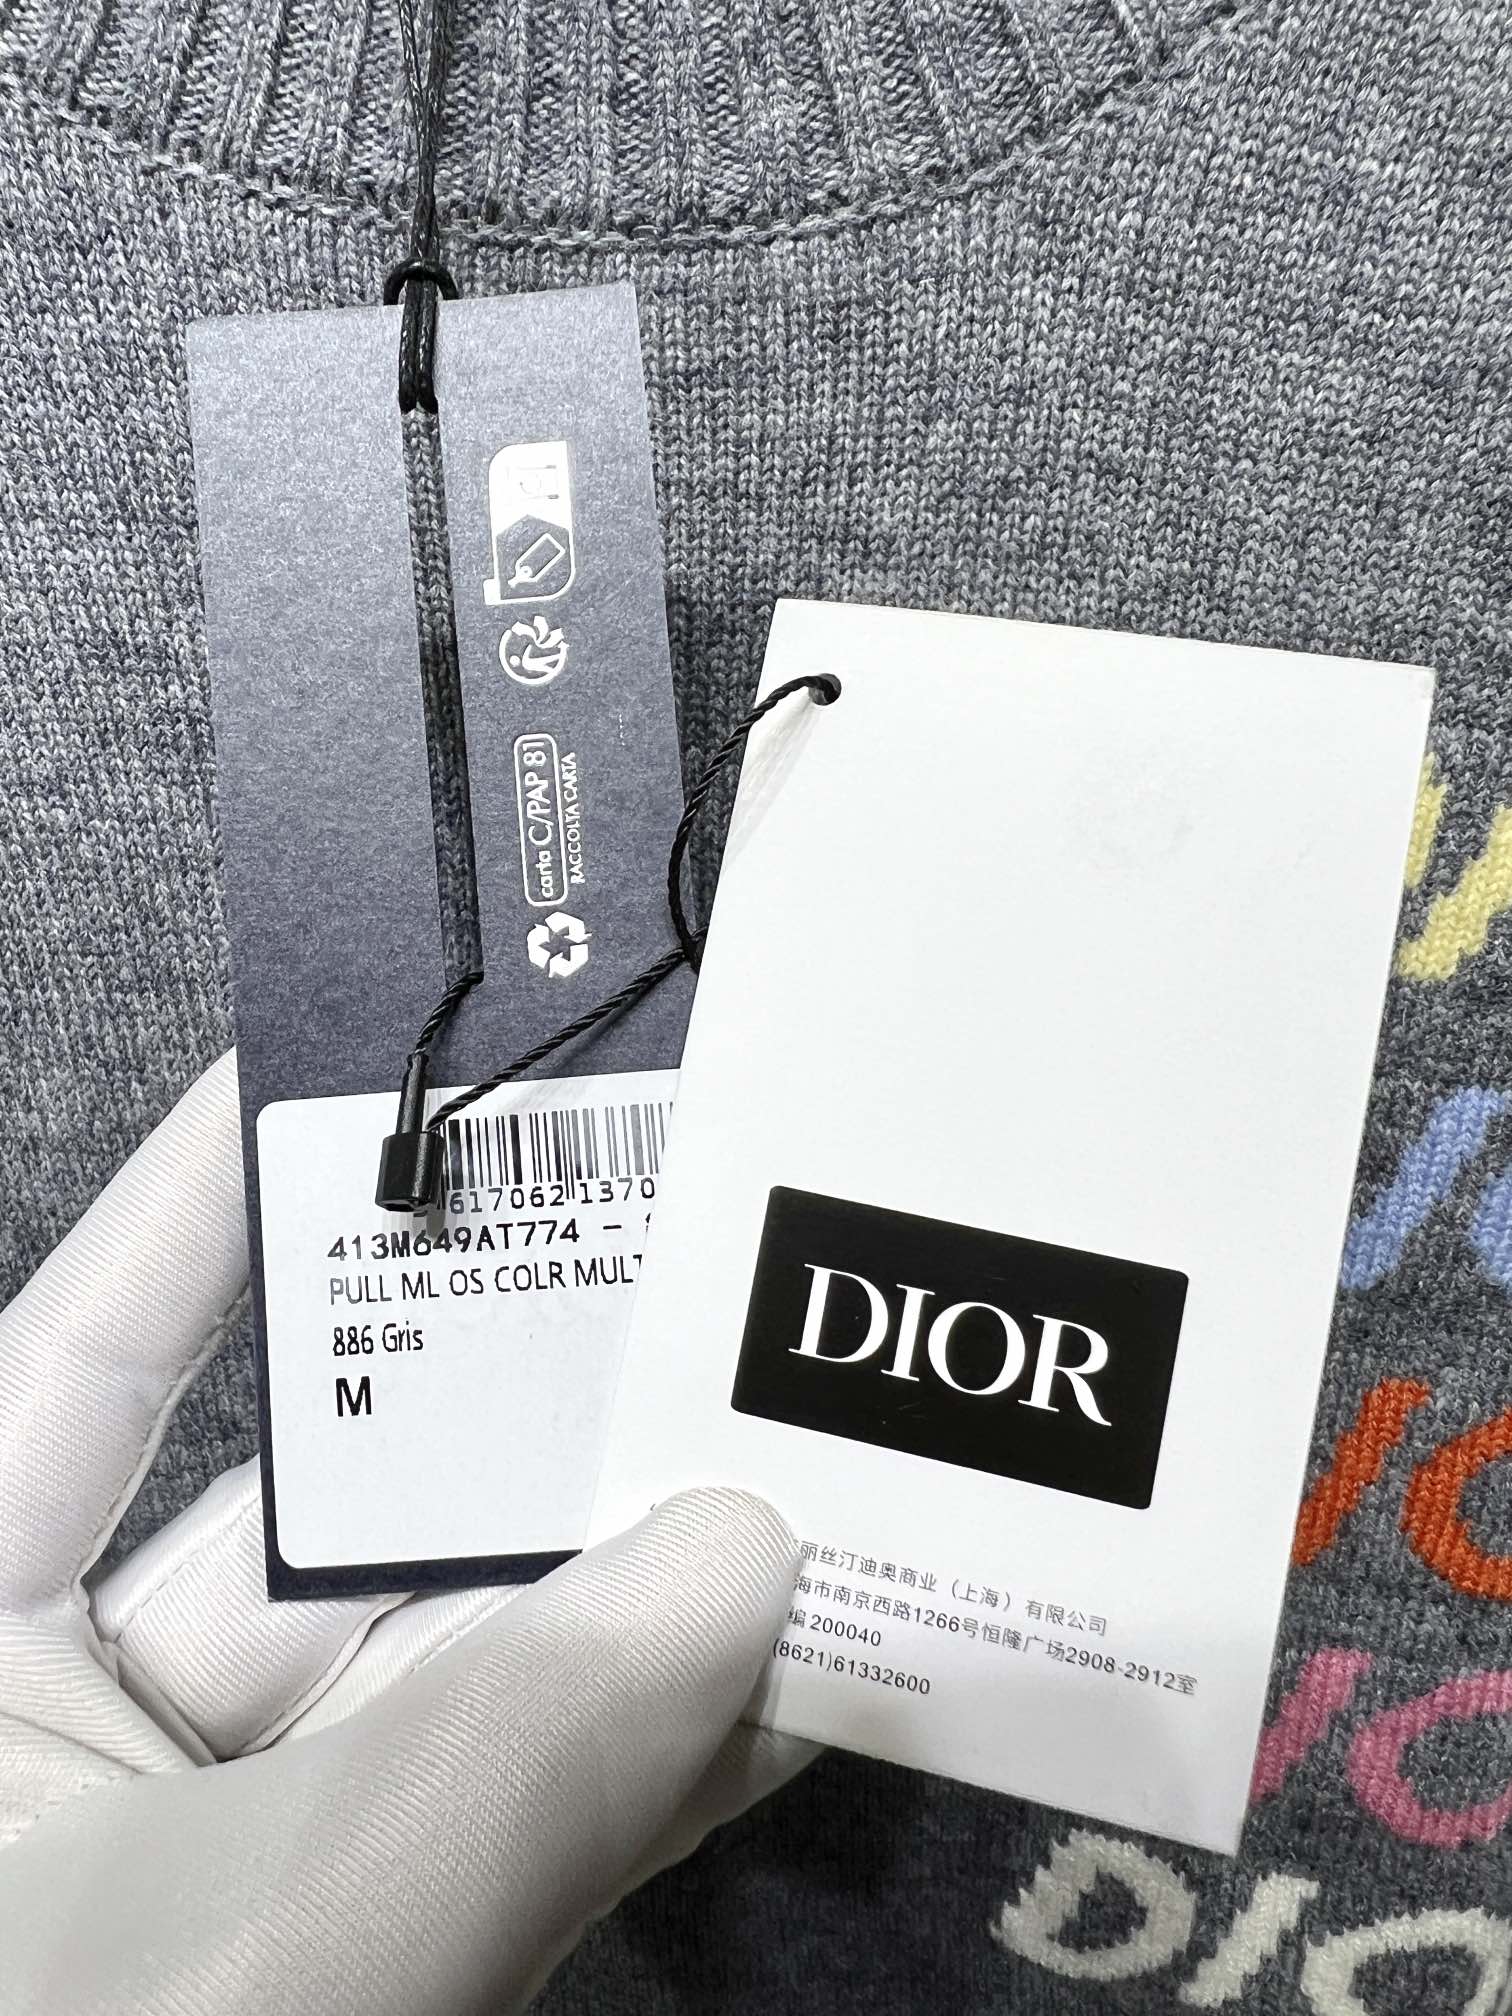 carta C/PAP 81
RACCOLTA CARTA
617062 1370
413M649AT774 -
PULL ML OS COLR MULT
886 Gris
M
DIOR
丽丝汀迪奥商业（上海）有限公司
海市南京西路1266号恒隆广场2908-2912室
编 200040
(8621)61332600
DIO